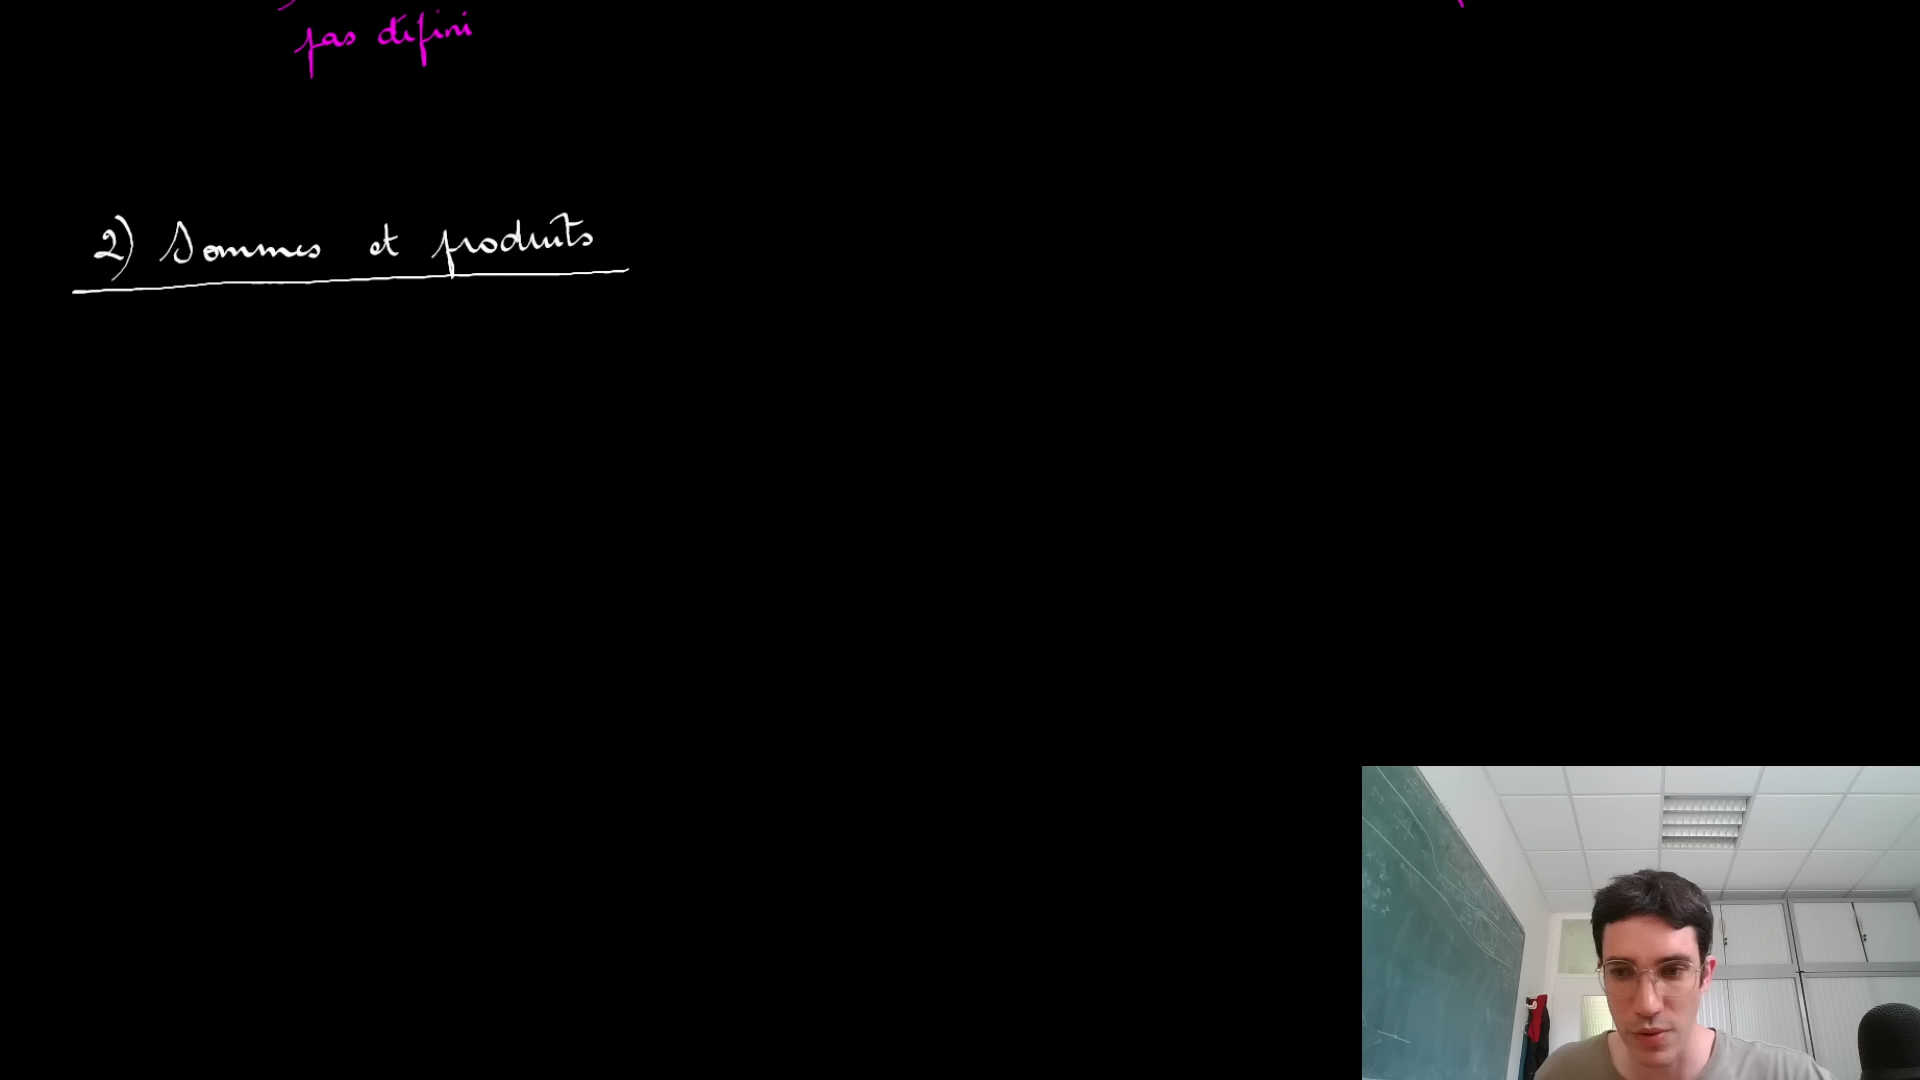 pas défini
2) Sommes et produits